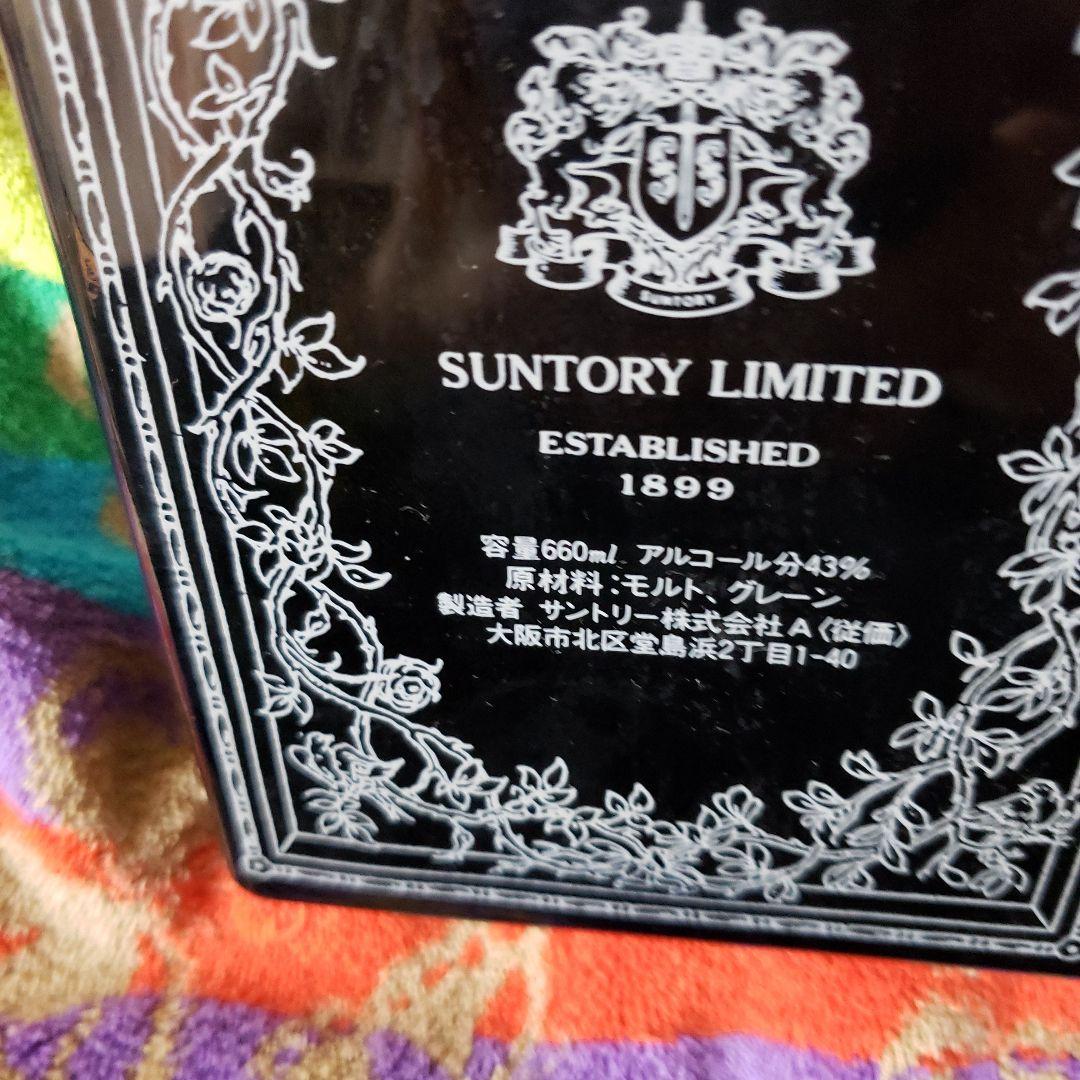 SUNTORY
SUNTORY LIMITED
ESTABLISHED
1899
容量660ml アルコール分43%
原材料:モルト、グレーン
製造者 サントリー株式会社A〈従価〉
大阪市北区堂島浜2丁目1-40